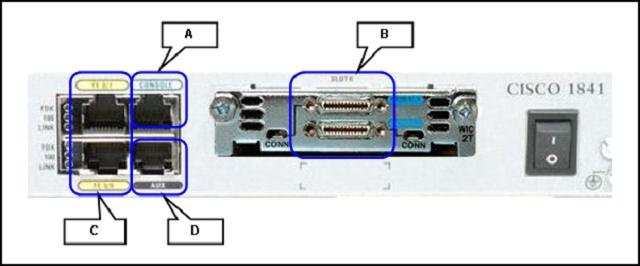 A
B
SLOT 0
FE 0/1
CONSOLE
CISCO 1841
FDX
100
LINK
FDX
100
LINK
CONN
CONN
WIC
2T
FE 0/0
AUX
C
D